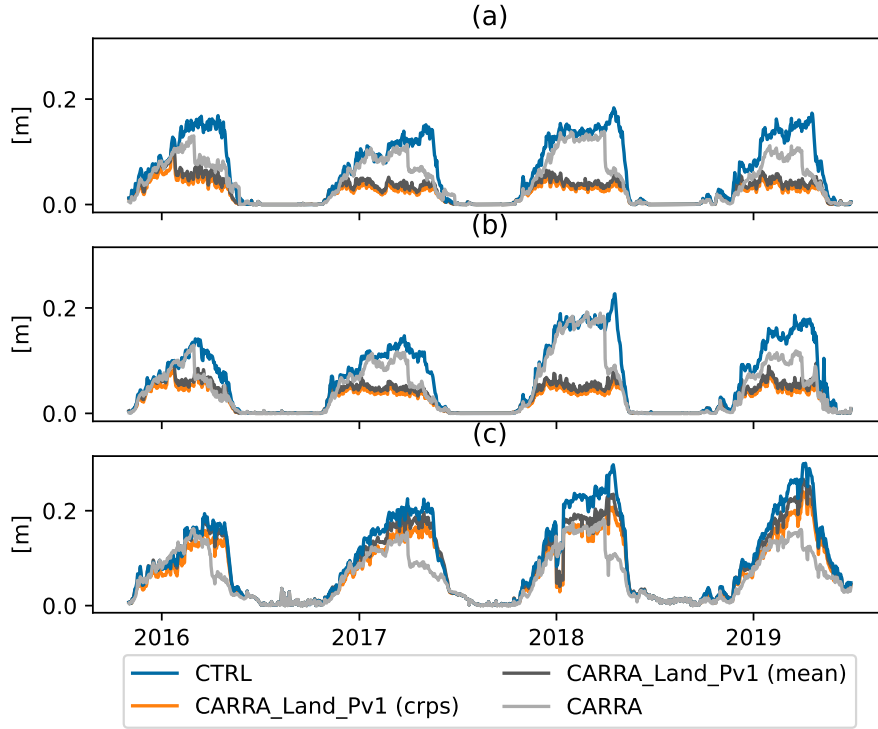 (a)
[m]
0.2
0.0
(b)
[m]
0.2
0.0
(c)
[m]
0.2
0.0
2016 2017 2018 2019
CTRL CARRA_Land_Pv1 (mean)
CARRA_Land_Pv1 (crps) CARRA